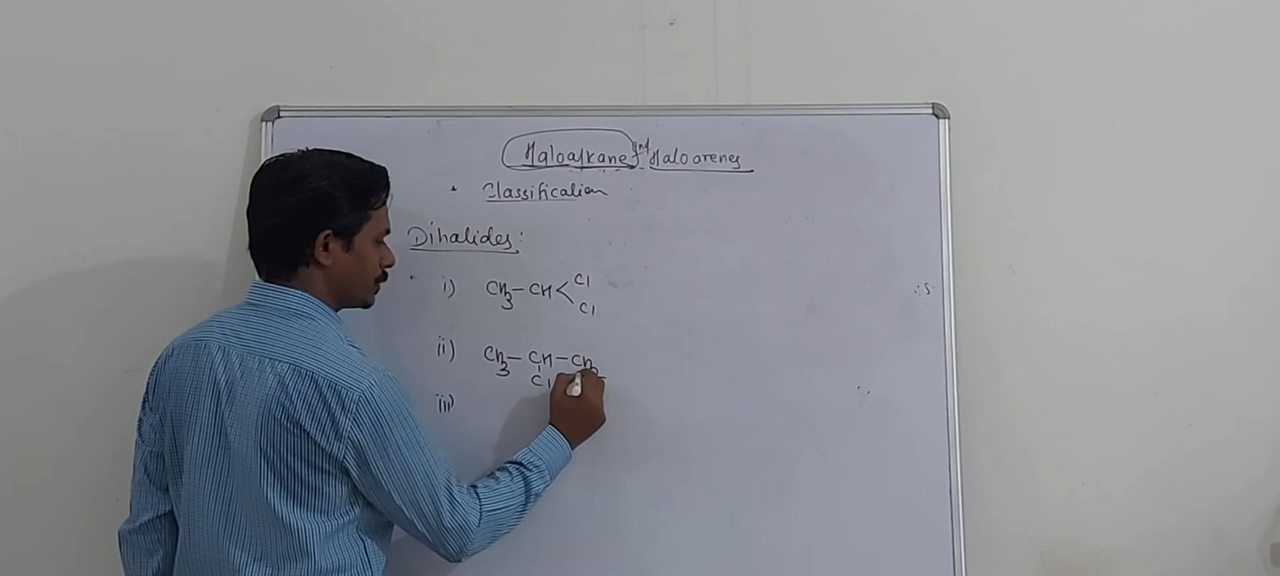 Haloalkanes and Haloarenes
* Classification
Dihalides:
i) CH3-CH<Cl
Cl
ii) CH3-CH-CH2
Cl
iii)